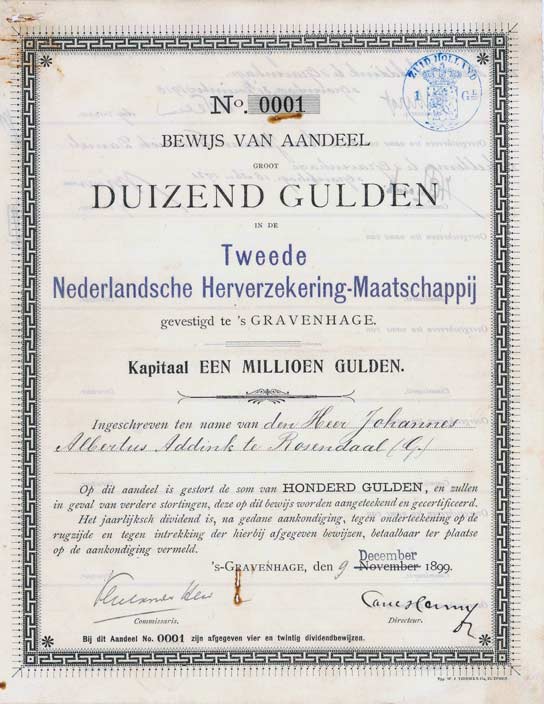 ZUID HOLLAND
1 GL
No. 0001
BEWIJS VAN AANDEEL
GROOT
DUIZEND GULDEN
IN DE
Tweede
Nederlandsche Herverzekering-Maatschappij
gevestigd te 's GRAVENHAGE.
Kapitaal EEN MILLIOEN GULDEN.
Ingeschreven ten name van den Heer Johannes
Albertus Addink te Rosendaal (G)
Op dit aandeel is gestort de som van HONDERD GULDEN, en zullen
in geval van verdere stortingen, deze op dit bewijs worden aangeteekend en gecertificeerd.
Het jaarlijksch dividend is, na gedane aankondiging, tegen onderteekening op de
rugzijde en tegen intrekking der hierbij afgegeven bewijzen, betaalbaar ter plaatse
op de aankondiging vermeld.
December
's-GRAVENHAGE, den 9 November 1899.
Commissaris. Directeur.
Bij dit Aandeel No. 0001 zijn afgegeven vier en twintig dividendbewijzen.